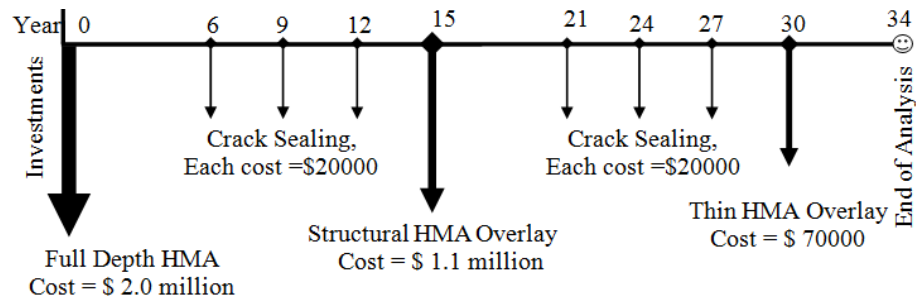 Year 0 6 9 12 15 21 24 27 30 34
Investments
Crack Sealing,
Each cost =$20000
Crack Sealing,
Each cost =$20000
End of Analysis
Full Depth HMA
Cost = $ 2.0 million
Structural HMA Overlay
Cost = $ 1.1 million
Thin HMA Overlay
Cost = $ 70000